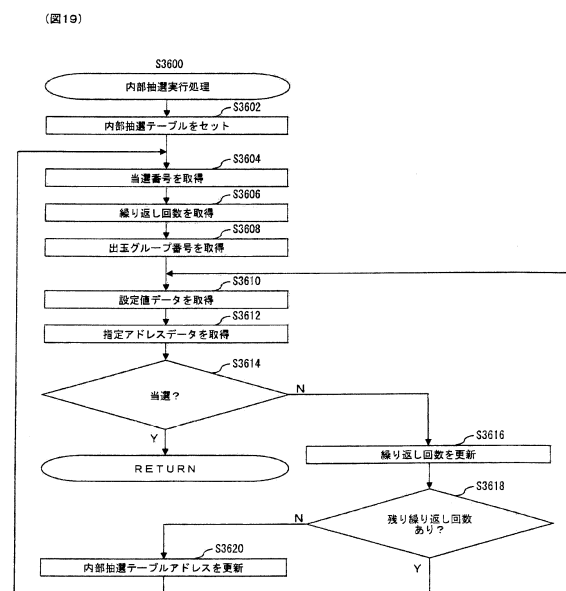 (図19)
S3600
内部抽選実行処理
S3602
内部抽選テーブルをセット
S3604
当選番号を取得
S3606
繰り返し回数を取得
S3608
出玉グループ番号を取得
S3610
設定値データを取得
S3612
指定アドレスデータを取得
S3614
当選?
N
Y
RETURN
S3616
繰り返し回数を更新
S3618
残り繰り返し回数
あり?
N
Y
S3620
内部抽選テーブルアドレスを更新